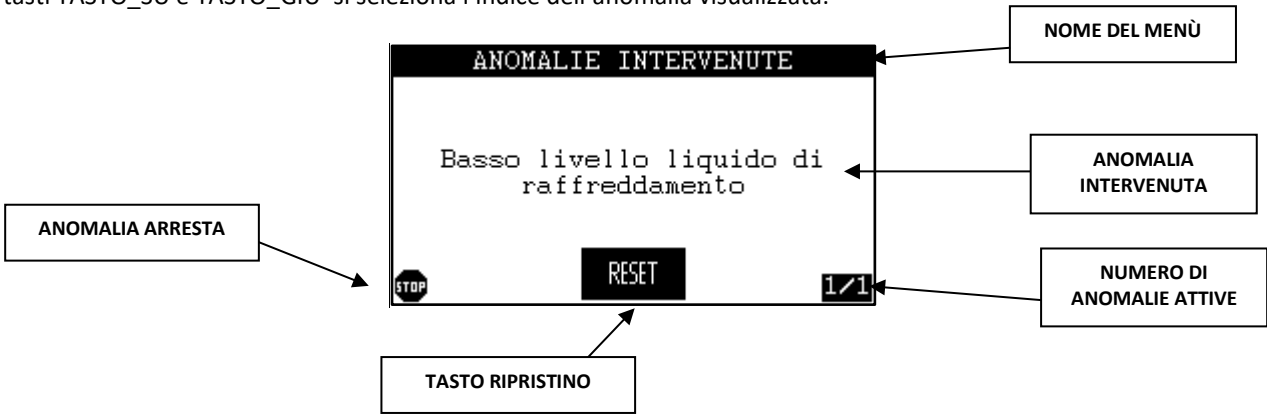 tasti TASTO_SU e TASTO_GIU' si seleziona l'indice dell'anomalia visualizzata.
NOME DEL MENÙ
ANOMALIE INTERVENUTE
Basso livello liquido di
raffreddamento
ANOMALIA
INTERVENUTA
ANOMALIA ARRESTA
STOP
RESET
1/1
NUMERO DI
ANOMALIE ATTIVE
TASTO RIPRISTINO